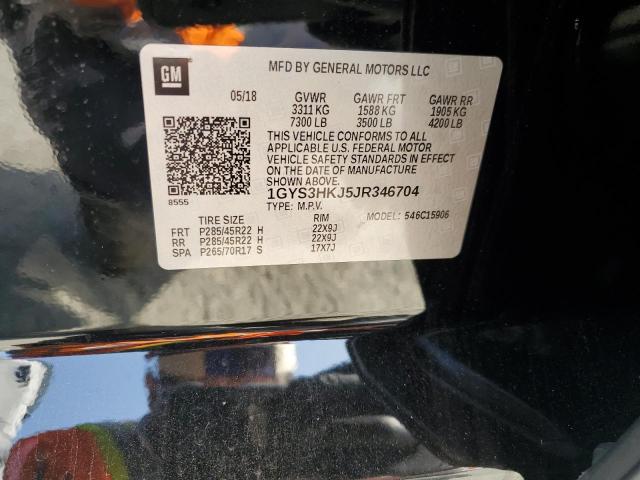 GM
MFD BY GENERAL MOTORS LLC
05/18 GVWR GAWR FRT GAWR RR
3311 KG 1588 KG 1905 KG
7300 LB 3500 LB 4200 LB
THIS VEHICLE CONFORMS TO ALL
APPLICABLE U.S. FEDERAL MOTOR
VEHICLE SAFETY STANDARDS IN EFFECT
ON THE DATE OF MANUFACTURE
SHOWN ABOVE.
1GYS3HKJ5JR346704
8555 TYPE: M.P.V.
TIRE SIZE RIM MODEL: 546C15906
FRT P285/45R22 H 22X9J
RR P285/45R22 H 22X9J
SPA P265/70R17 S 17X7J